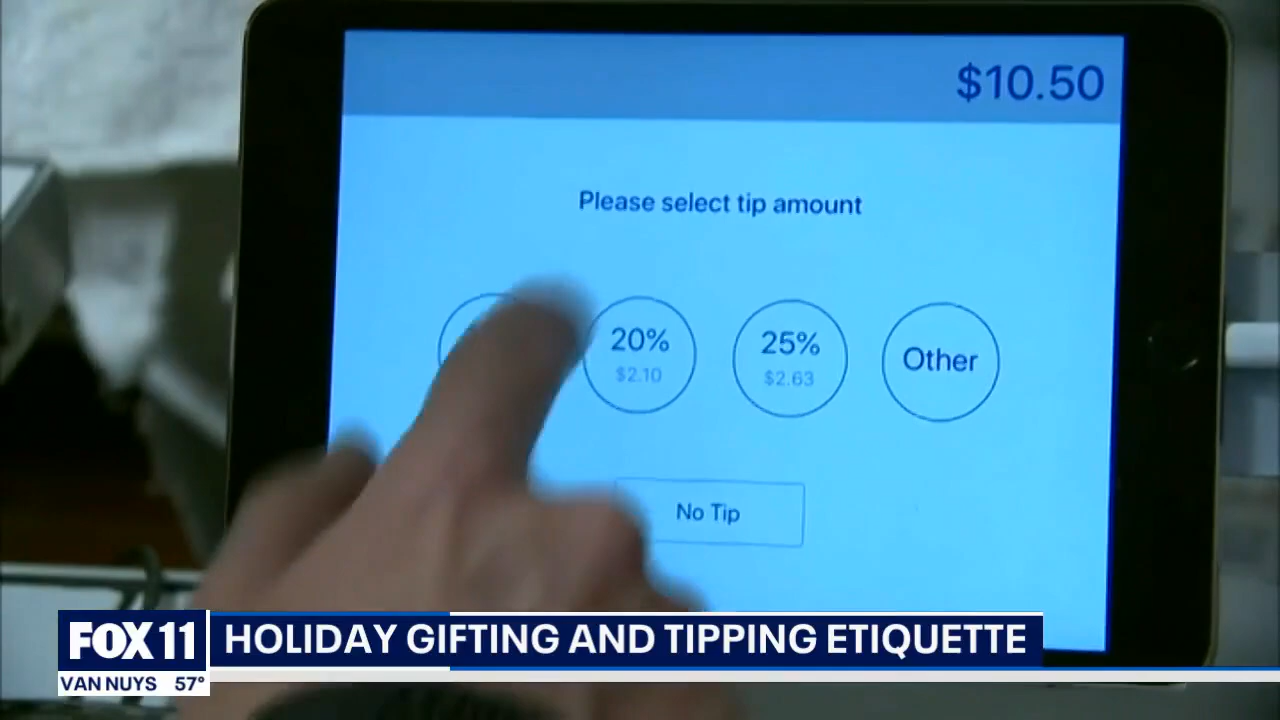 $10.50
Please select tip amount
20%
$2.10
25%
$2.63
Other
No Tip
FOX 11
HOLIDAY GIFTING AND TIPPING ETIQUETTE
VAN NUYS 57°